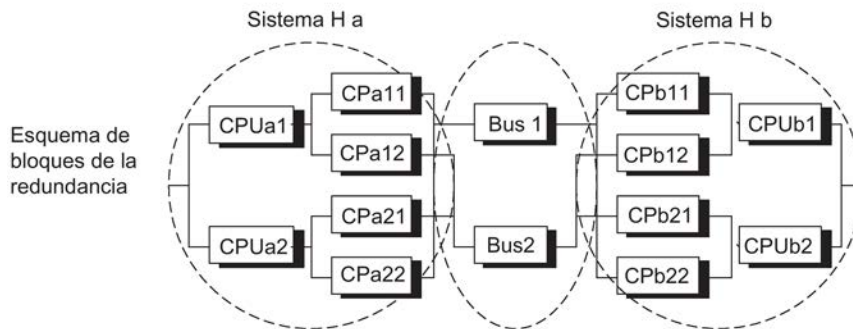 Sistema H a
Sistema H b
Esquema de
bloques de la
redundancia
CPUa1
CPUa2
CPa11
CPa12
CPa21
CPa22
Bus 1
Bus2
CPb11
CPb12
CPb21
CPb22
CPUb1
CPUb2